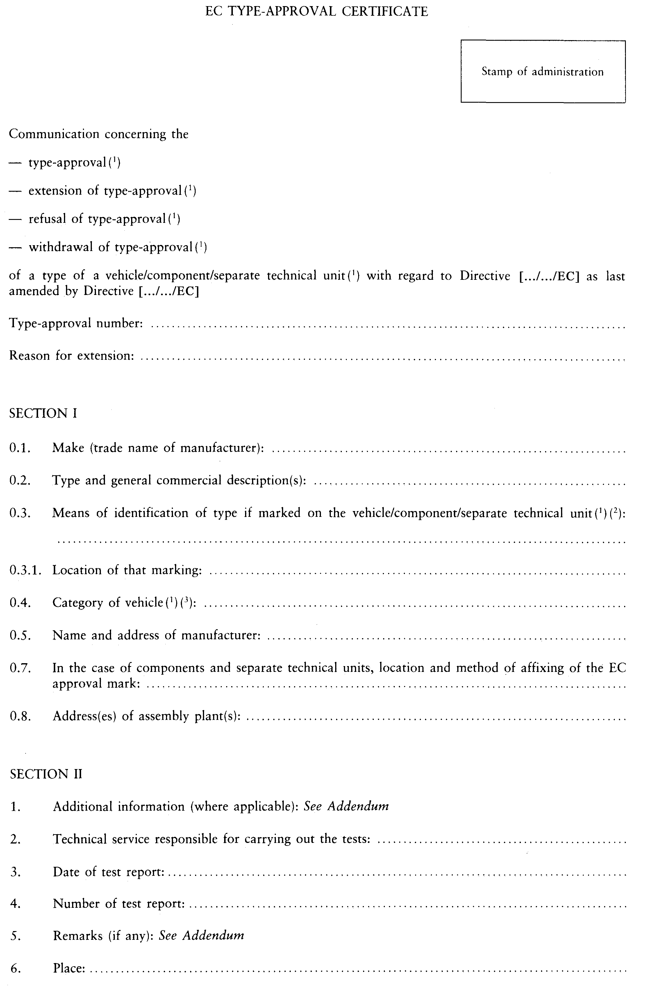 EC TYPE-APPROVAL CERTIFICATE
Stamp of administration
Communication concerning the
— type-approval(¹)
— extension of type-approval(¹)
— refusal of type-approval(¹)
— withdrawal of type-approval(¹)
of a type of a vehicle/component/separate technical unit(¹) with regard to Directive [.../.../EC] as last
amended by Directive [.../.../EC]
Type-approval number: ..........................................................................................
Reason for extension: ..........................................................................................
SECTION I
0.1. Make (trade name of manufacturer): ....................................................................
0.2. Type and general commercial description(s): ............................................................
0.3. Means of identification of type if marked on the vehicle/component/separate technical unit(¹)(²):
..............................................................................................................
0.3.1. Location of that marking: ................................................................................
0.4. Category of vehicle(¹)(³): .................................................................................
0.5. Name and address of manufacturer: .....................................................................
0.7. In the case of components and separate technical units, location and method of affixing of the EC
approval mark: ............................................................................................
0.8. Address(es) of assembly plant(s): .........................................................................
SECTION II
1. Additional information (where applicable): See Addendum
2. Technical service responsible for carrying out the tests: ................................................
3. Date of test report: ........................................................................................
4. Number of test report: ....................................................................................
5. Remarks (if any): See Addendum
6. Place: .......................................................................................................